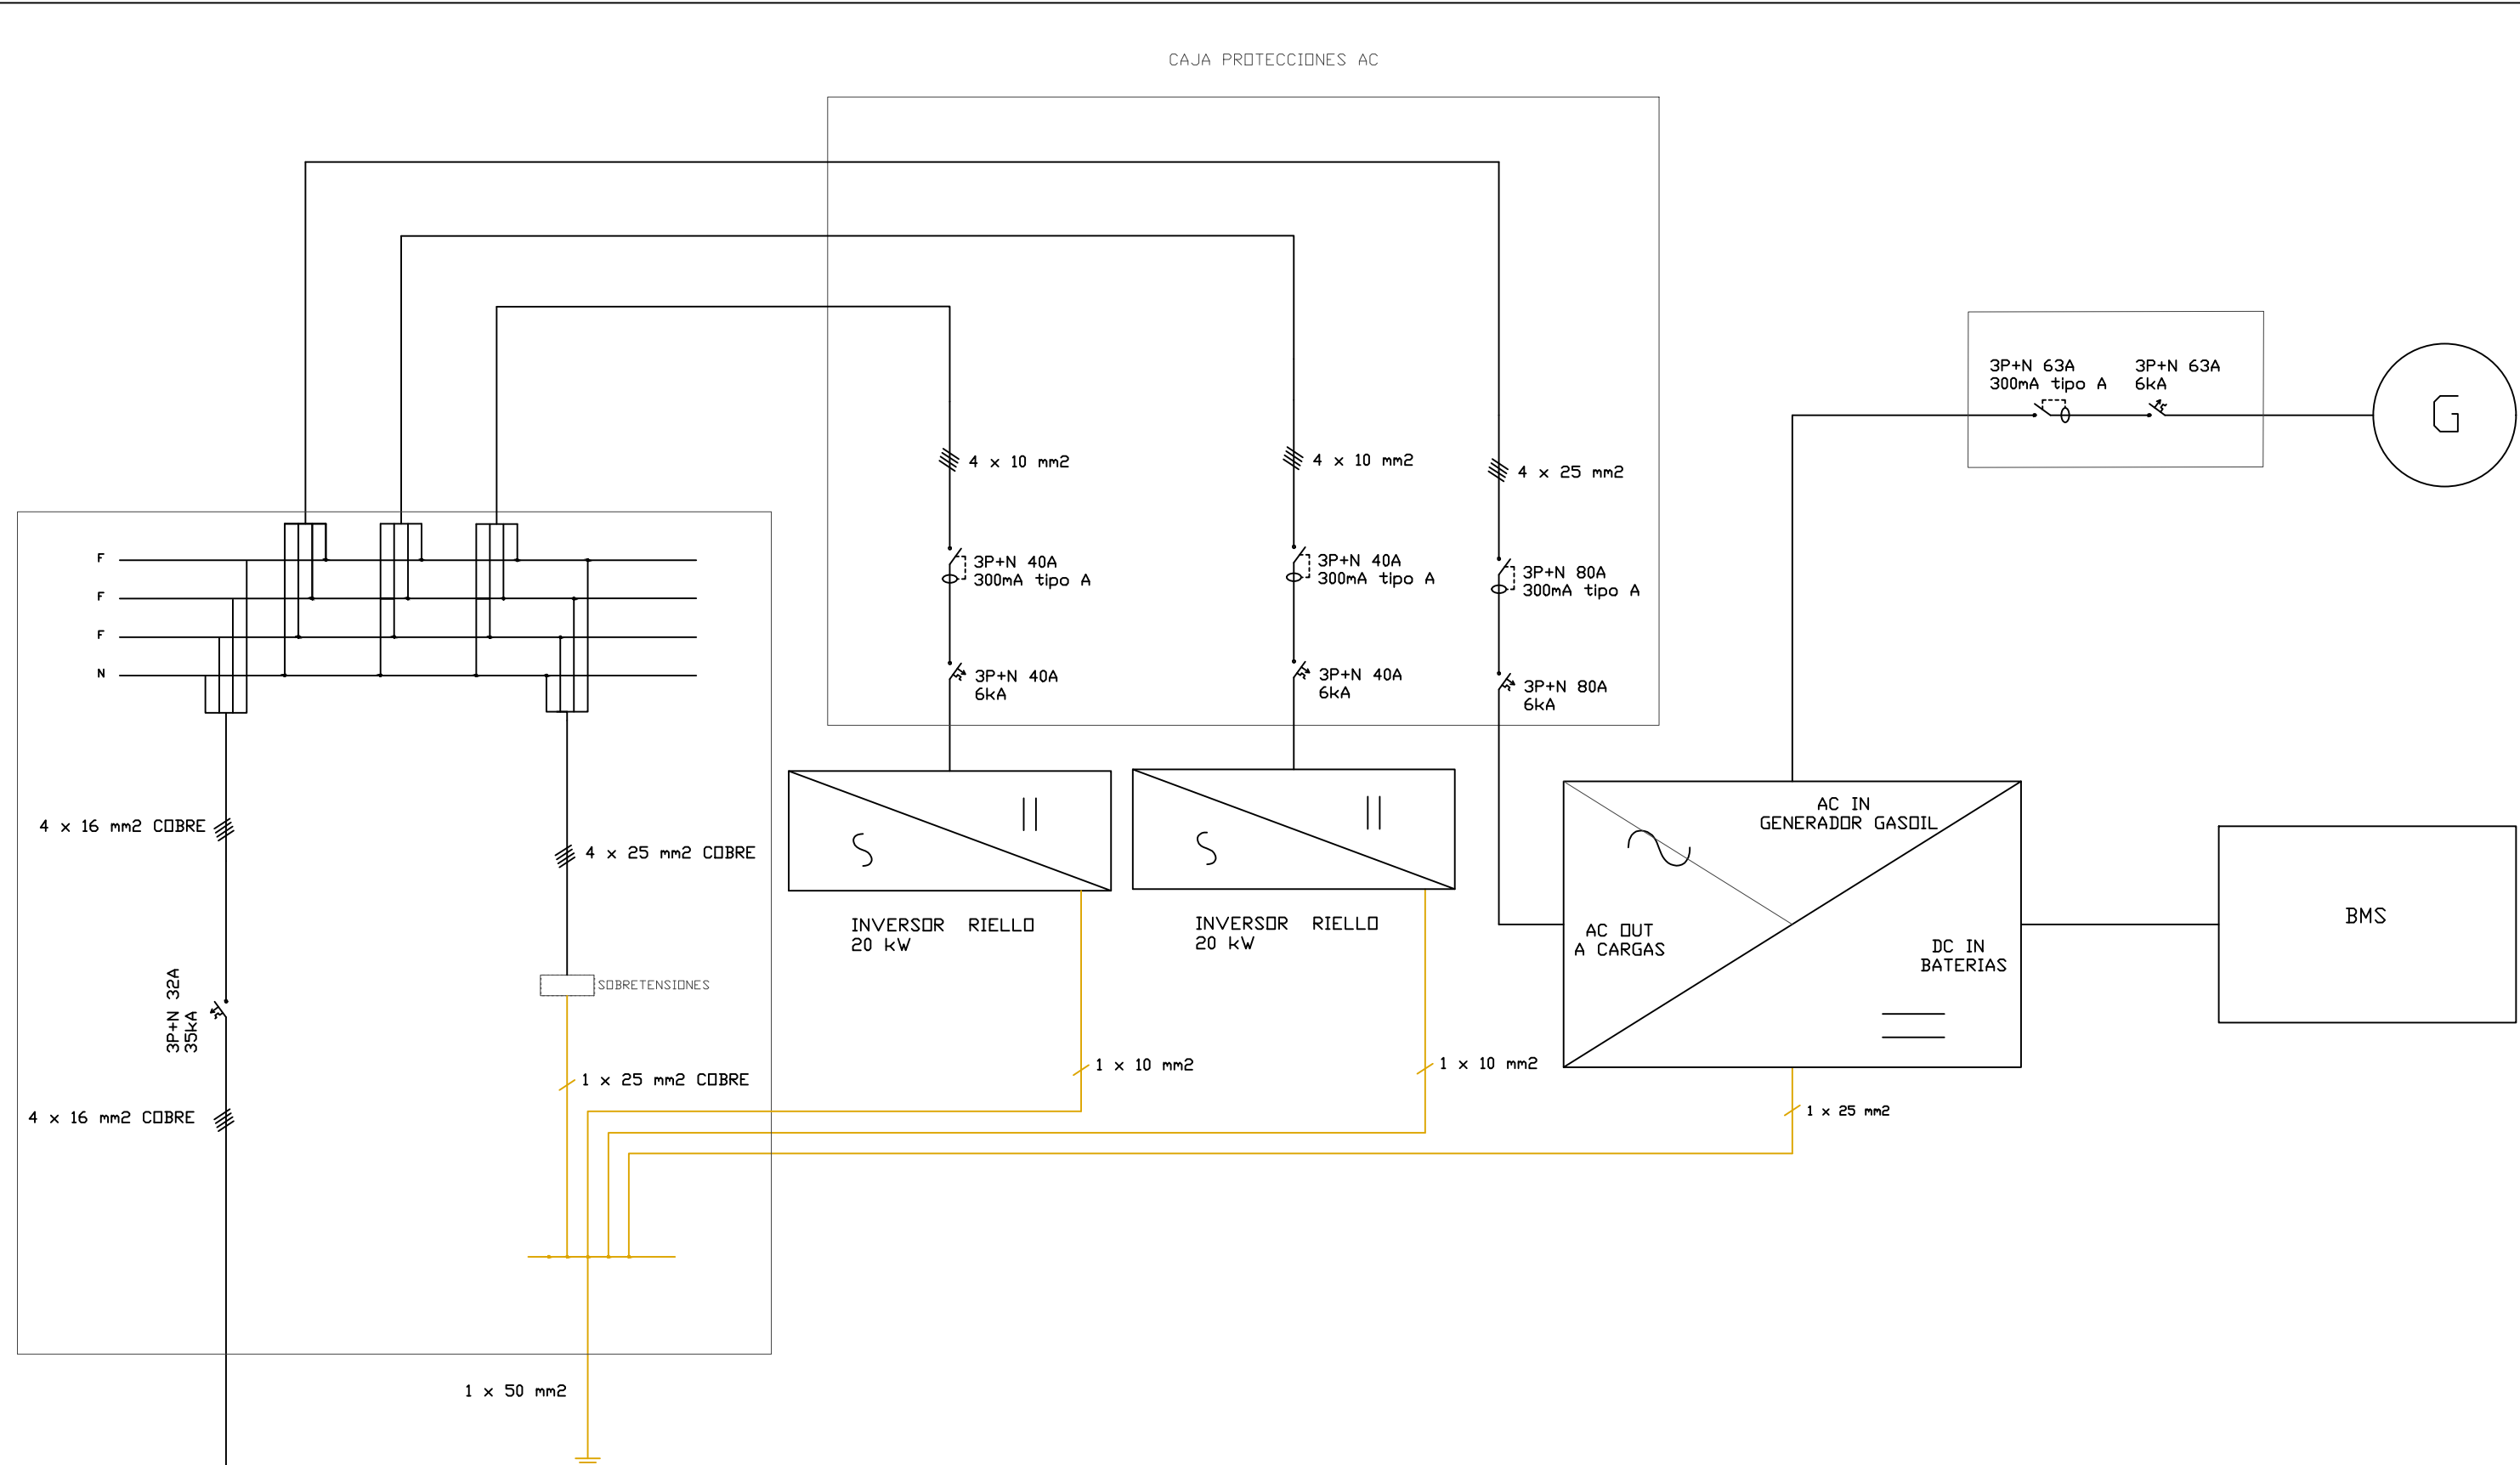 CAJA PROTECCIONES AC
3P+N 63A
300mA tipo A
3P+N 63A
6kA
G
4 x 10 mm2
4 x 10 mm2
4 x 25 mm2
F
F
F
N
3P+N 40A
300mA tipo A
3P+N 40A
300mA tipo A
3P+N 80A
300mA tipo A
3P+N 40A
6kA
3P+N 40A
6kA
3P+N 80A
6kA
4 x 16 mm2 COBRE
4 x 25 mm2 COBRE
INVERSOR RIELLO
20 kW
INVERSOR RIELLO
20 kW
AC IN
GENERADOR GASOIL
AC OUT
A CARGAS
DC IN
BATERIAS
BMS
SOBRETENSIONES
3P+N 32A
35kA
1 x 25 mm2 COBRE
1 x 10 mm2
1 x 10 mm2
1 x 25 mm2
4 x 16 mm2 COBRE
1 x 50 mm2